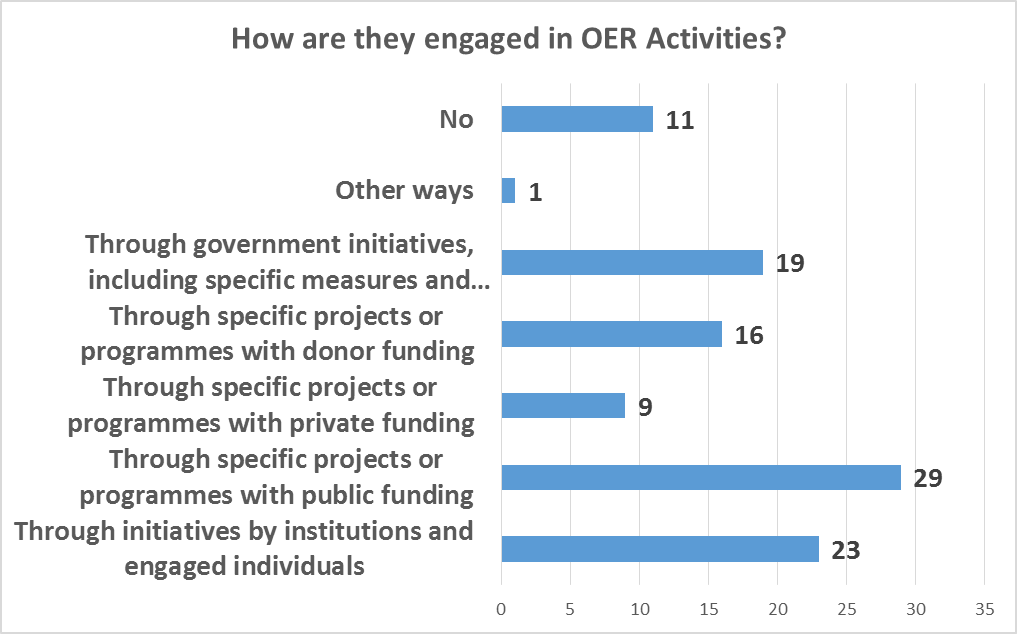 How are they engaged in OER Activities?
No
11
Other ways
1
Through government initiatives,
including specific measures and...
19
Through specific projects or
programmes with donor funding
16
Through specific projects or
programmes with private funding
9
Through specific projects or
programmes with public funding
29
Through initiatives by institutions and
engaged individuals
23
0 5 10 15 20 25 30 35